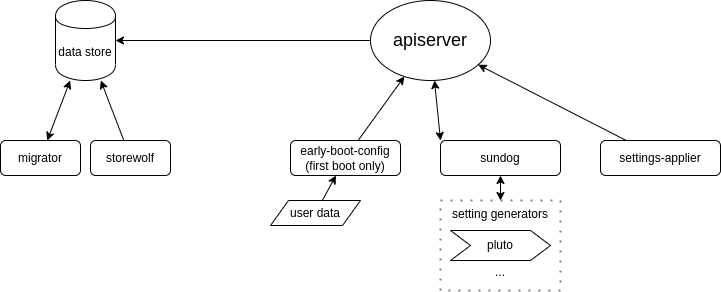 apiserver
data store
migrator
storewolf
early-boot-config
(first boot only)
sundog
settings-applier
user data
setting generators
pluto
...